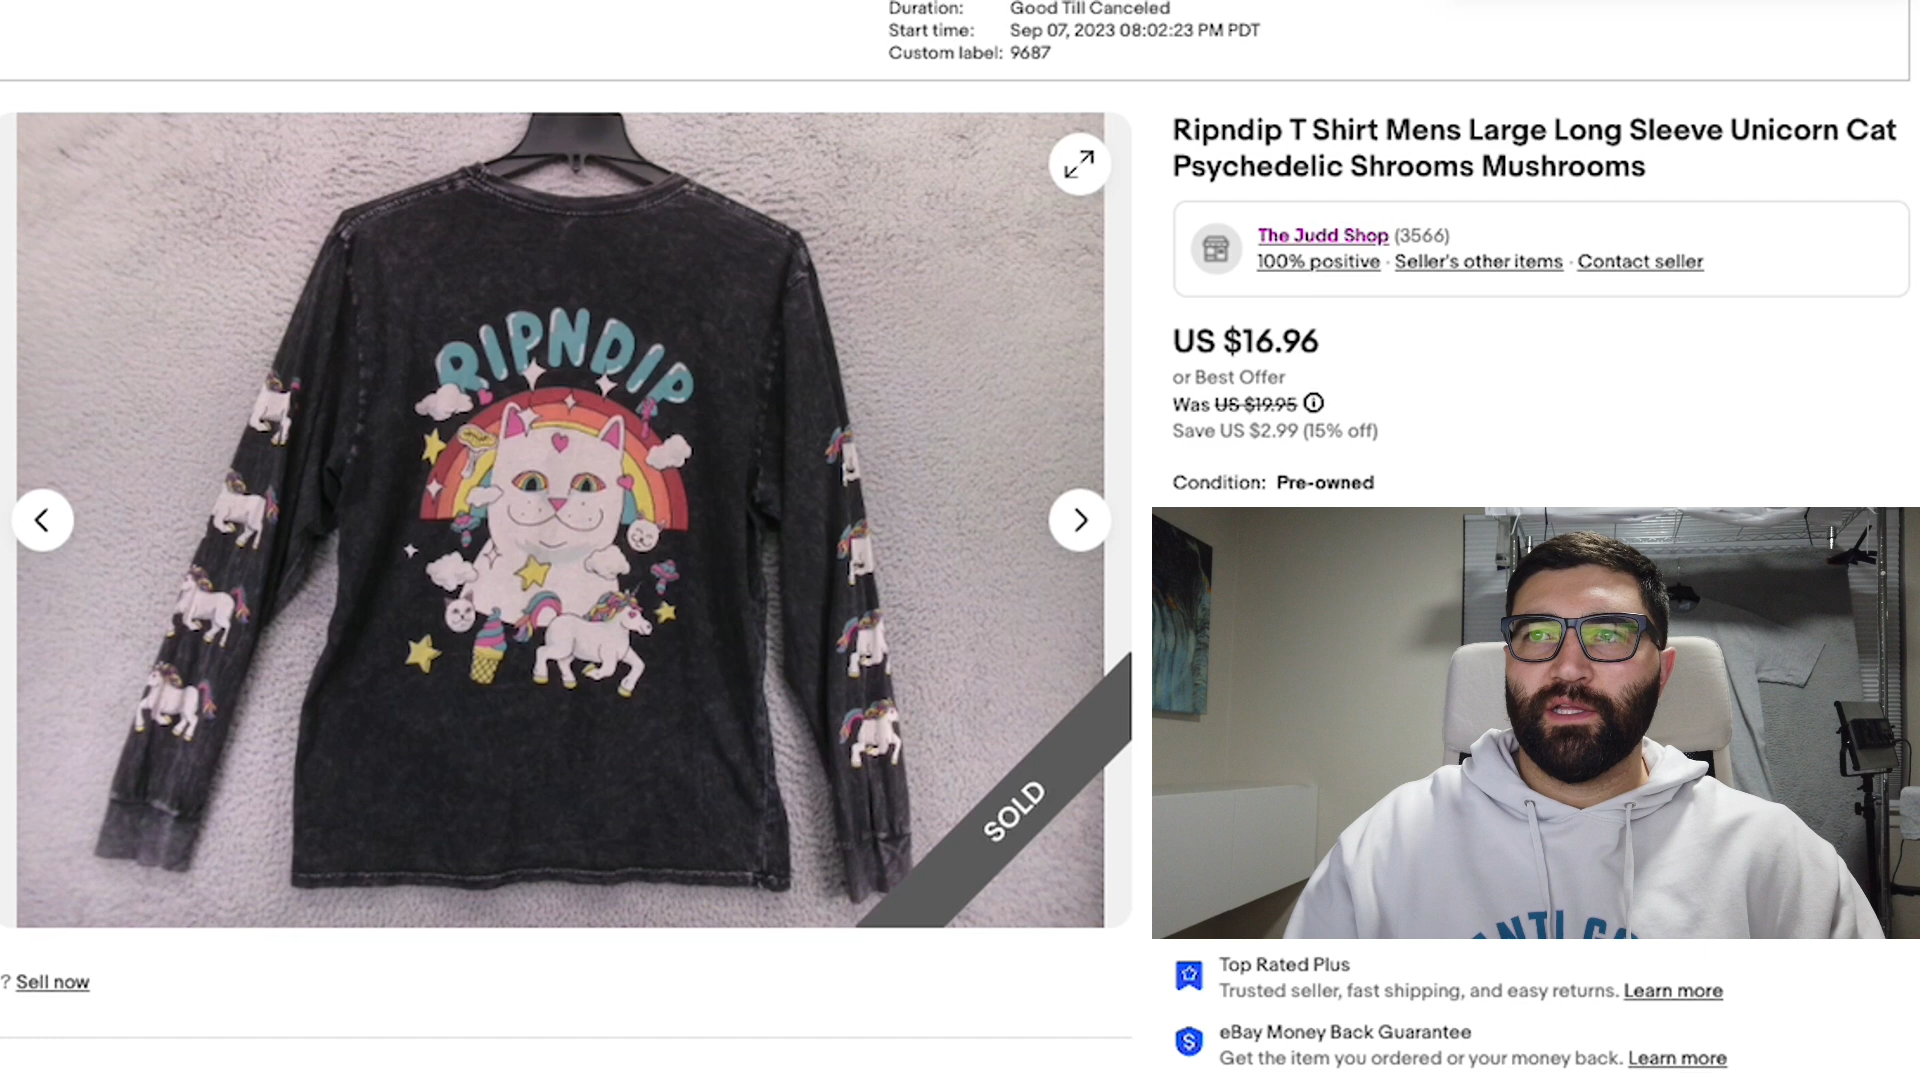 Duration: Good Till Canceled
Start time: Sep 07, 2023 08:02:23 PM PDT
Custom label: 9687
Ripndip T Shirt Mens Large Long Sleeve Unicorn Cat
Psychedelic Shrooms Mushrooms
The Judd Shop (3566)
100% positive · Seller's other items · Contact seller
US $16.96
or Best Offer
Was US $19.95
Save US $2.99 (15% off)
Condition: Pre-owned
RIPNDIP
SOLD
? Sell now
Top Rated Plus
Trusted seller, fast shipping, and easy returns. Learn more
eBay Money Back Guarantee
Get the item you ordered or your money back. Learn more